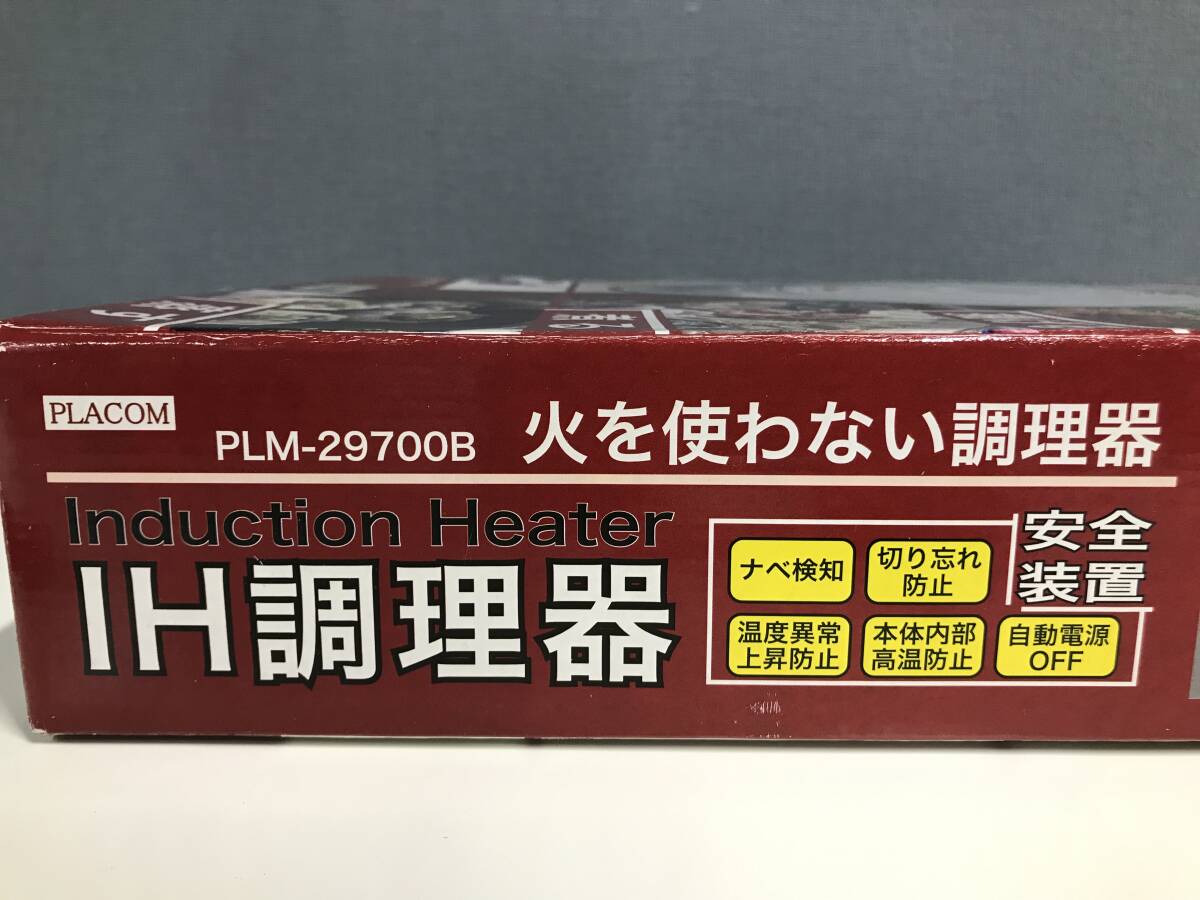 PLACOM
PLM-29700B
火を使わない調理器
Induction Heater
IH調理器
安全
装置
ナベ検知
切り忘れ
防止
温度異常
上昇防止
本体内部
高温防止
自動電源
OFF